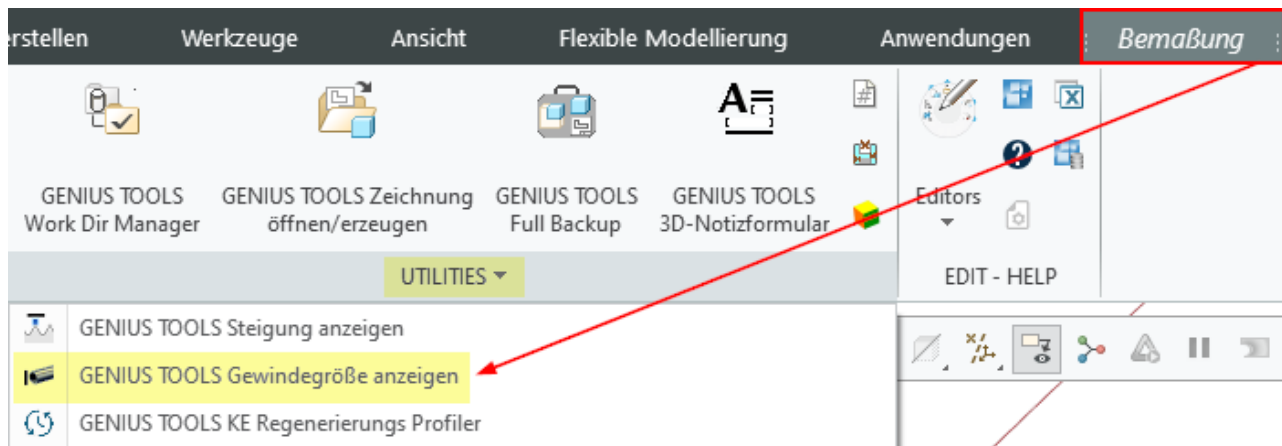 erstellen Werkzeuge Ansicht Flexible Modellierung Anwendungen Bemaßung
GENIUS TOOLS GENIUS TOOLS Zeichnung GENIUS TOOLS GENIUS TOOLS Editors
Work Dir Manager öffnen/erzeugen Full Backup 3D-Notizformular
UTILITIES EDIT - HELP
GENIUS TOOLS Steigung anzeigen
GENIUS TOOLS Gewindegröße anzeigen
GENIUS TOOLS KE Regenerierungs Profiler